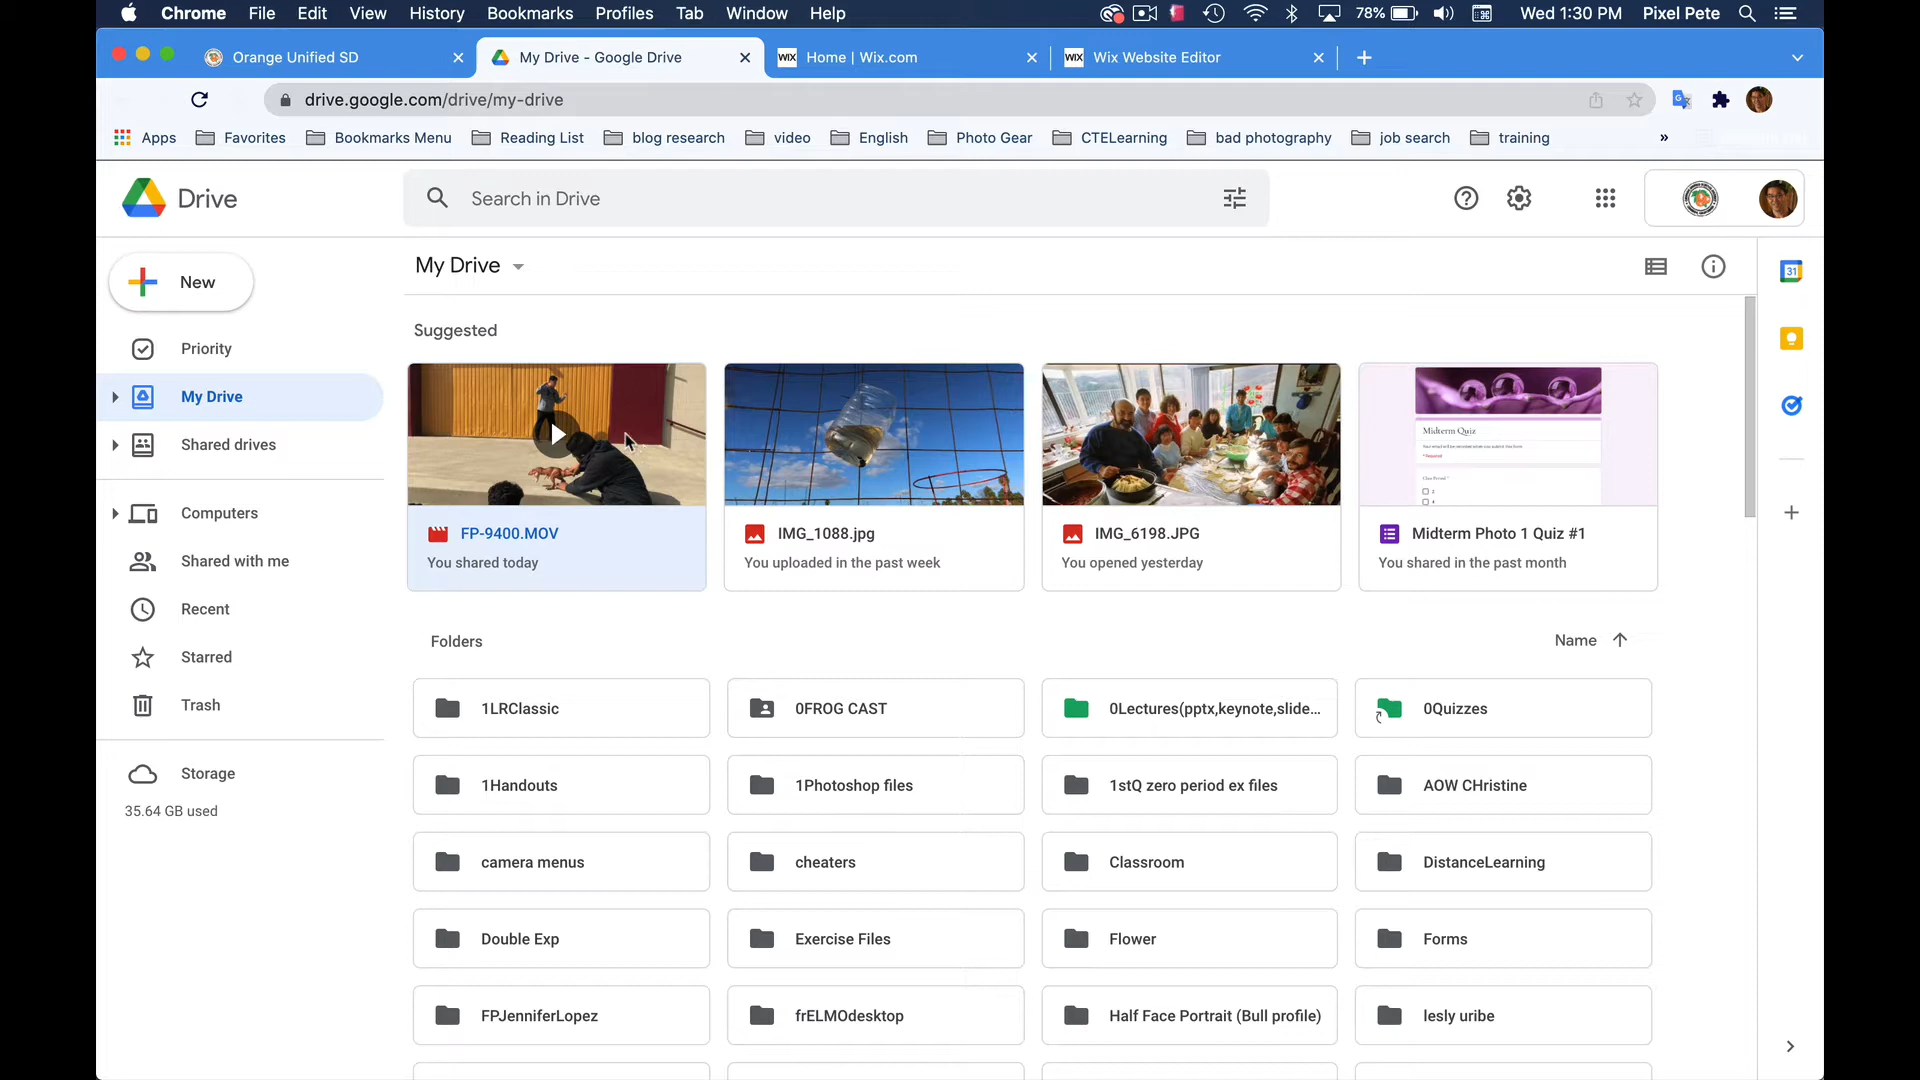 Chrome File Edit View History Bookmarks Profiles Tab Window Help 78% Wed 1:30 PM Pixel Pete
Orange Unified SD My Drive - Google Drive WIX Home | Wix.com WIX Wix Website Editor
drive.google.com/drive/my-drive
Apps Favorites Bookmarks Menu Reading List blog research video English Photo Gear CTELearning bad photography job search training »
Drive Search in Drive
New
My Drive
31
Suggested
Priority
My Drive
Shared drives
Computers
Shared with me
Recent
Starred
Trash
Storage
35.64 GB used
Midterm Quiz
FP-9400.MOV IMG_1088.jpg IMG_6198.JPG Midterm Photo 1 Quiz #1
You shared today You uploaded in the past week You opened yesterday You shared in the past month
Folders Name
1LRClassic 0FROG CAST 0Lectures(pptx,keynote,slide... 0Quizzes
1Handouts 1Photoshop files 1stQ zero period ex files AOW CHristine
camera menus cheaters Classroom DistanceLearning
Double Exp Exercise Files Flower Forms
FPJenniferLopez frELMOdesktop Half Face Portrait (Bull profile) lesly uribe